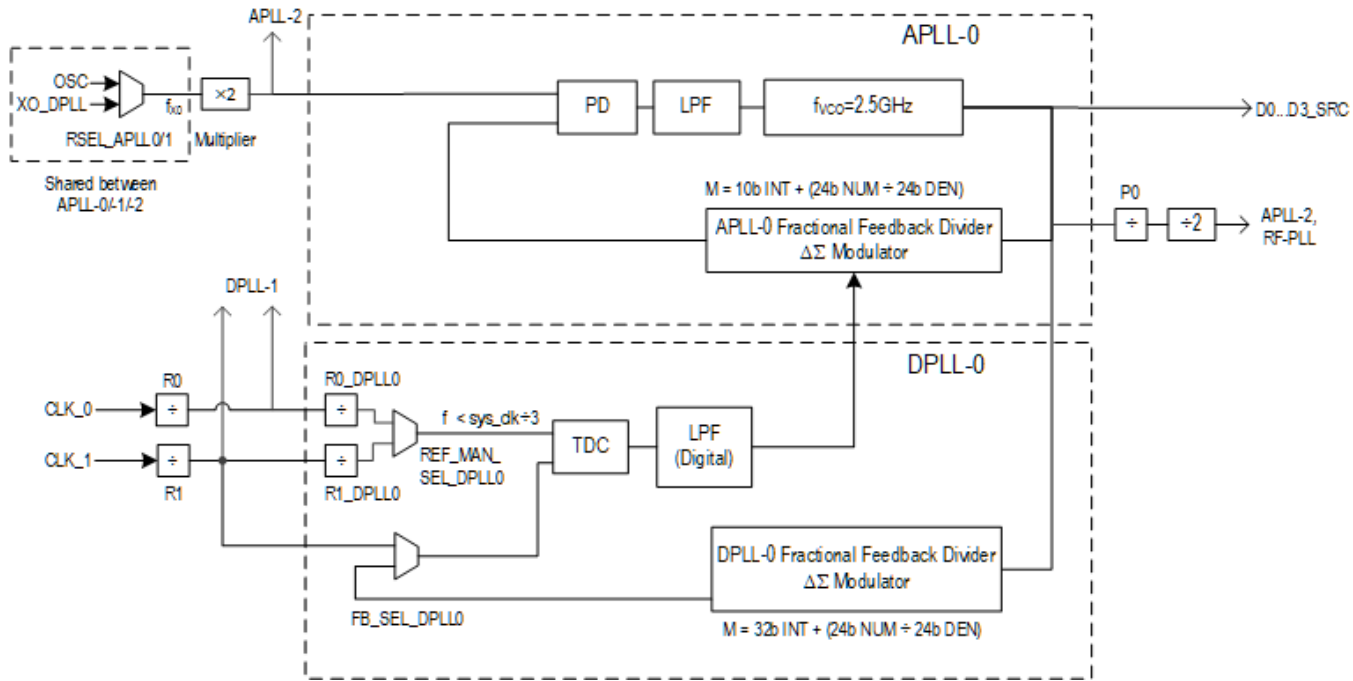 APLL-2
APLL-0
OSC
XO_DPLL
fXO
×2
RSEL_APLL0/1
Multiplier
Shared between
APLL-0/-1/-2
PD
LPF
fVCO=2.5GHz
D0...D3_SRC
M = 10b INT + (24b NUM ÷ 24b DEN)
APLL-0 Fractional Feedback Divider
ΔΣ Modulator
P0
÷
÷2
APLL-2,
RF-PLL
DPLL-1
DPLL-0
CLK_0
R0
÷
R0_DPLL0
÷
f < sys_clk÷3
REF_MAN_
SEL_DPLL0
CLK_1
÷
R1
÷
R1_DPLL0
TDC
LPF
(Digital)
FB_SEL_DPLL0
DPLL-0 Fractional Feedback Divider
ΔΣ Modulator
M = 32b INT + (24b NUM ÷ 24b DEN)